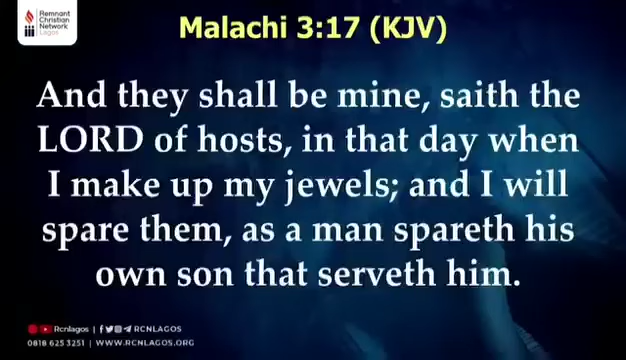 Remnant
Christian
Network
Lagos
Malachi 3:17 (KJV)
And they shall be mine, saith the
LORD of hosts, in that day when
I make up my jewels; and I will
spare them, as a man spareth his
own son that serveth him.
Rcnlagos | RCNLAGOS
0818 625 3251 | WWW.RCNLAGOS.ORG